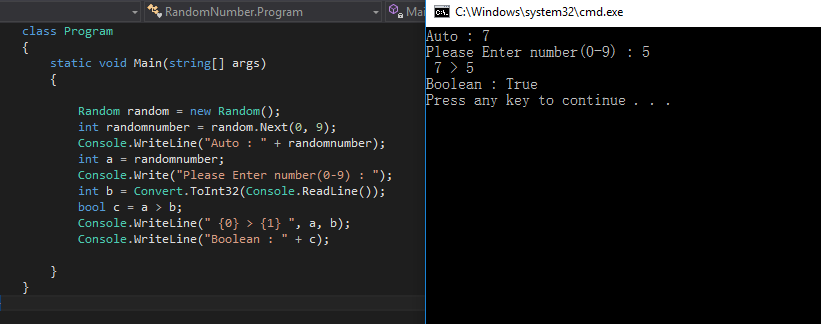 RandomNumber.Program
Mai
class Program
{
static void Main(string[] args)
{
Random random = new Random();
int randomnumber = random.Next(0, 9);
Console.WriteLine("Auto : " + randomnumber);
int a = randomnumber;
Console.Write("Please Enter number(0-9) : ");
int b = Convert.ToInt32(Console.ReadLine());
bool c = a > b;
Console.WriteLine(" {0} > {1} ", a, b);
Console.WriteLine("Boolean : " + c);
}
}
C:\Windows\system32\cmd.exe
Auto : 7
Please Enter number(0-9) : 5
7 > 5
Boolean : True
Press any key to continue . . .